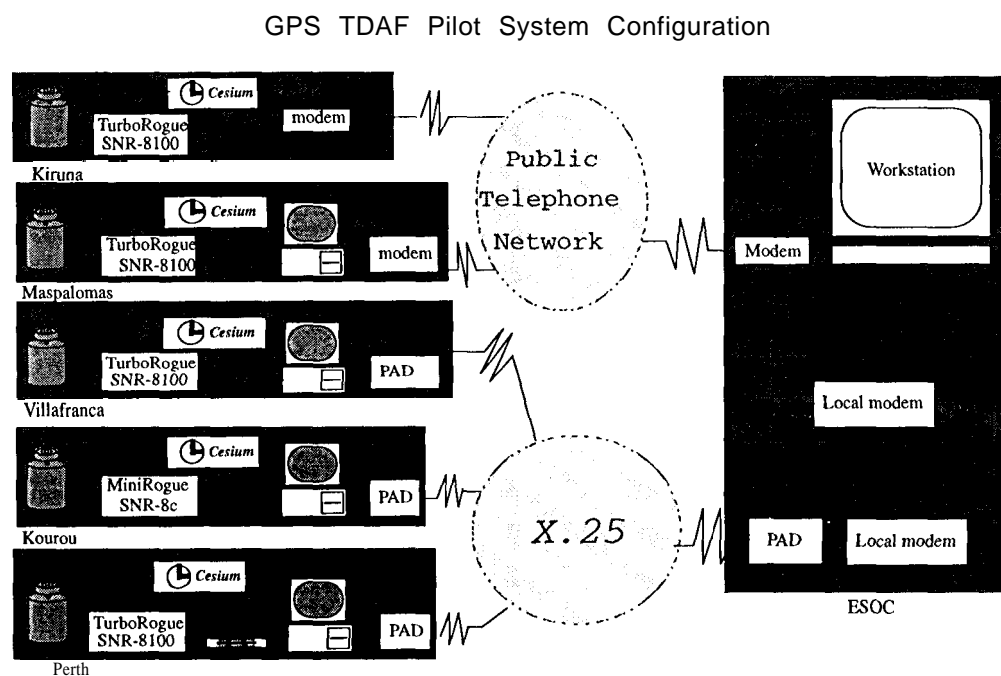 GPS TDAF Pilot System Configuration
Cesium
TurboRogue
SNR-8100
modem
Kiruna
Cesium
TurboRogue
SNR-8100
modem
Maspalomas
Cesium
TurboRogue
SNR-8100
PAD
Villafranca
Cesium
MiniRogue
SNR-8c
PAD
Kourou
Cesium
TurboRogue
SNR-8100
PAD
Perth
Public
Telephone
Network
X.25
Workstation
Modem
Local modem
PAD
Local modem
ESOC